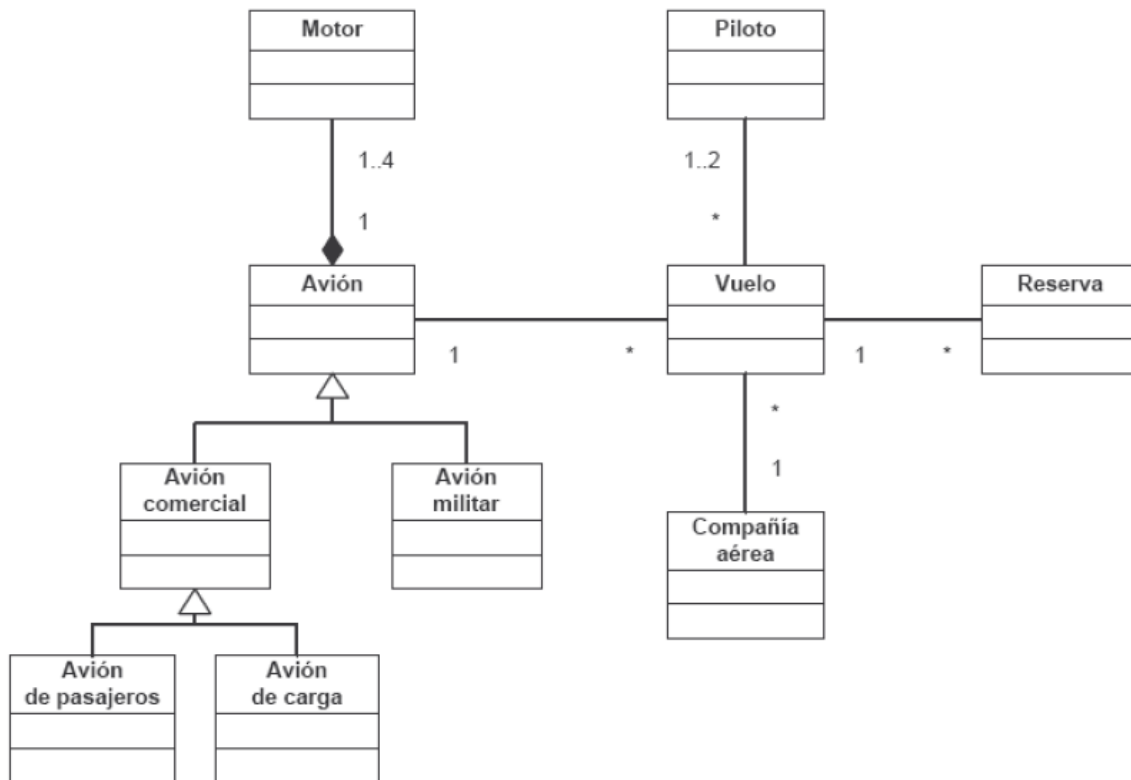 Motor
Piloto
1..4
1..2
1
*
Avión
Vuelo
Reserva
1
*
1
*
*
1
Avión
comercial
Avión
militar
Compañía
aérea
Avión
de pasajeros
Avión
de carga